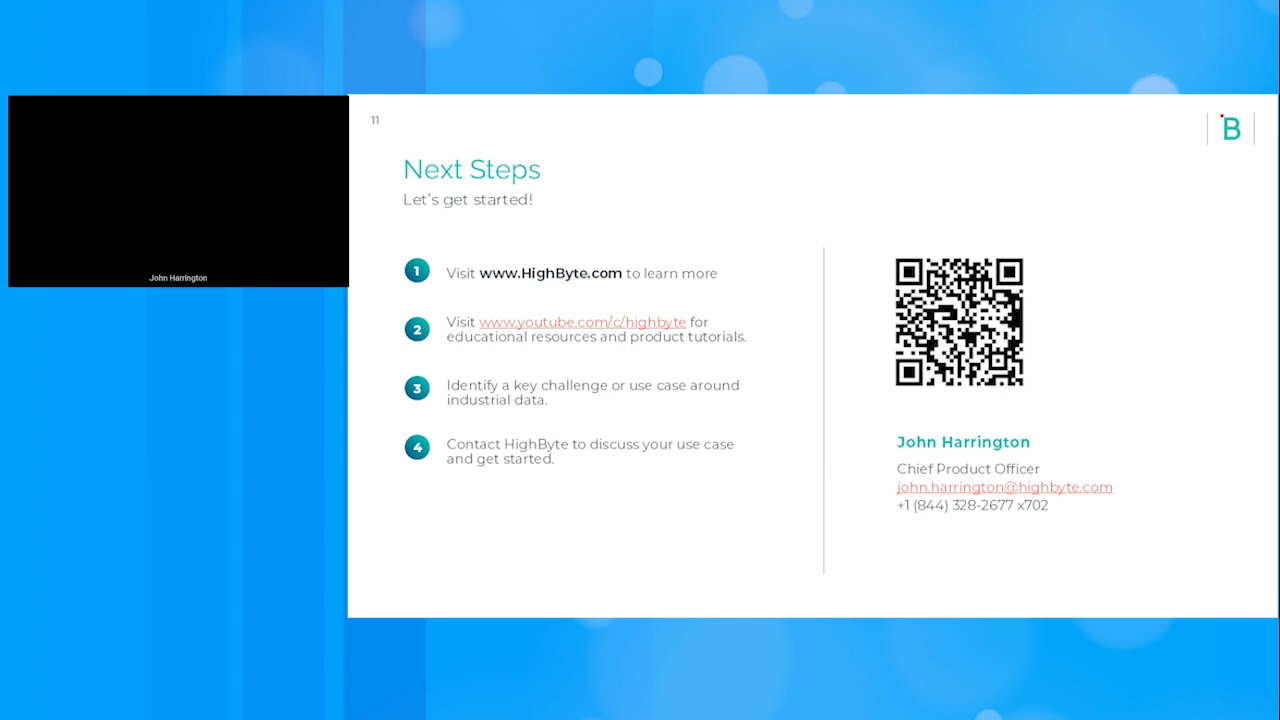 John Harrington
11
B
Next Steps
Let's get started!
1
Visit www.HighByte.com to learn more
2
Visit www.youtube.com/c/highbyte for
educational resources and product tutorials.
3
Identify a key challenge or use case around
industrial data.
4
Contact HighByte to discuss your use case
and get started.
John Harrington
Chief Product Officer
john.harrington@highbyte.com
+1 (844) 328-2677 x702